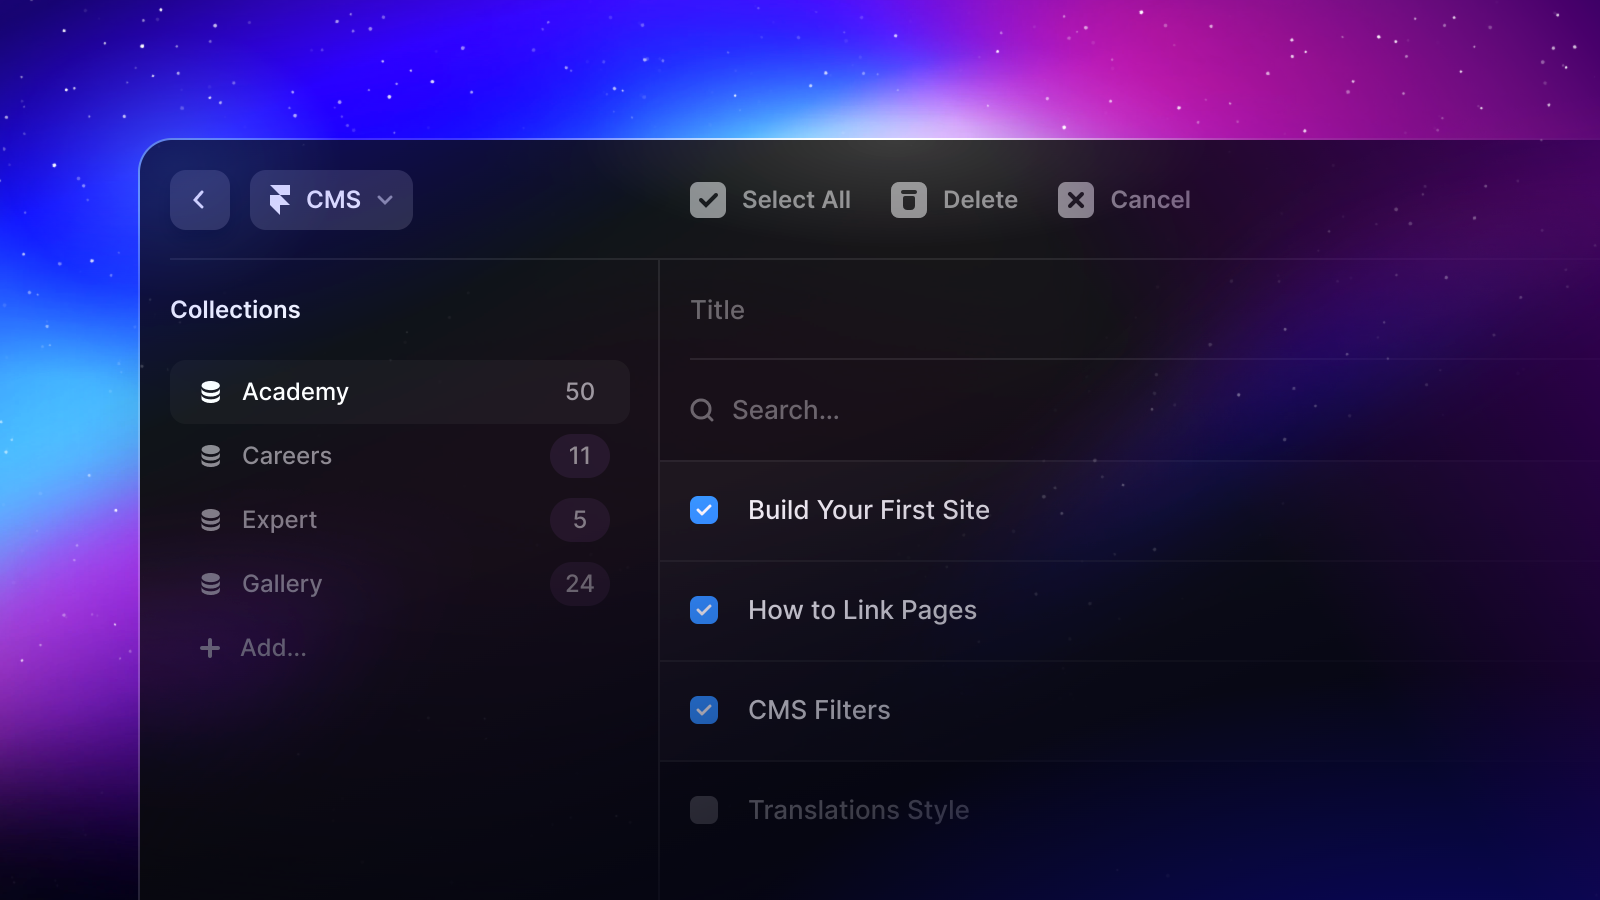 CMS
Select All
Delete
Cancel
Collections
Academy 50
Careers 11
Expert 5
Gallery 24
Add...
Title
Search...
Build Your First Site
How to Link Pages
CMS Filters
Translations Style